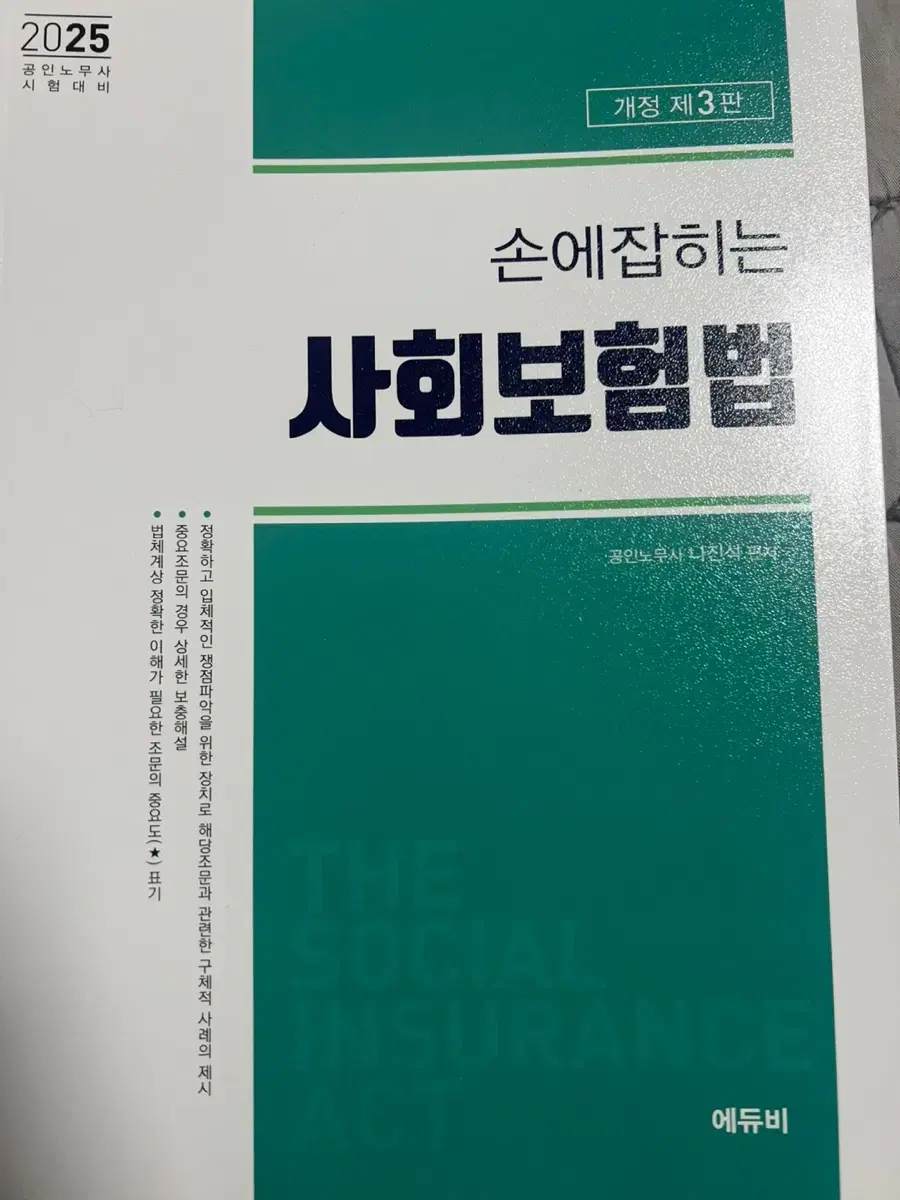 2025
공인노무사
시험대비
개정 제3판
손에잡히는
사회보험법
공인노무사 나진석 편저
정확하고 입체적인 쟁점파악을 위한 장치로 해당조문과 관련한 구체적 사례의 제시
중요조문의 경우 상세한 보충해설
법체계상 정확한 이해가 필요한 조문의 중요도(★) 표기
THE
SOCIAL
INSURANCE
ACT
에듀비